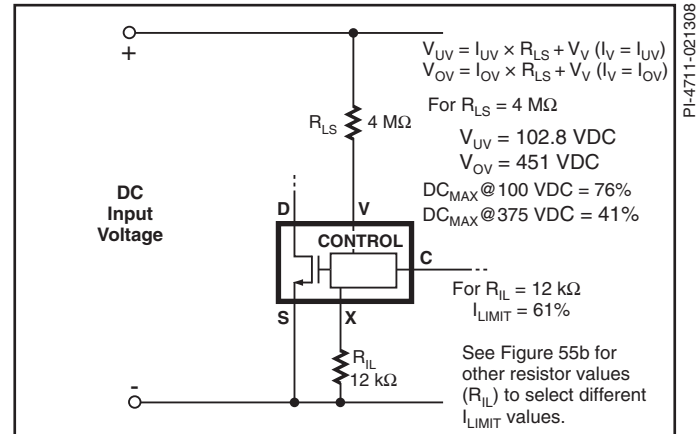 PI-4711-021308
+
V_UV = I_UV × R_LS + V_V (I_V = I_UV)
V_OV = I_OV × R_LS + V_V (I_V = I_OV)
For R_LS = 4 MΩ
R_LS 4 MΩ
V_UV = 102.8 VDC
V_OV = 451 VDC
DC_MAX@100 VDC = 76%
DC_MAX@375 VDC = 41%
DC
Input
Voltage
D V
CONTROL
C
For R_IL = 12 kΩ
I_LIMIT = 61%
S X
R_IL
12 kΩ
See Figure 55b for
other resistor values
(R_IL) to select different
I_LIMIT values.
-